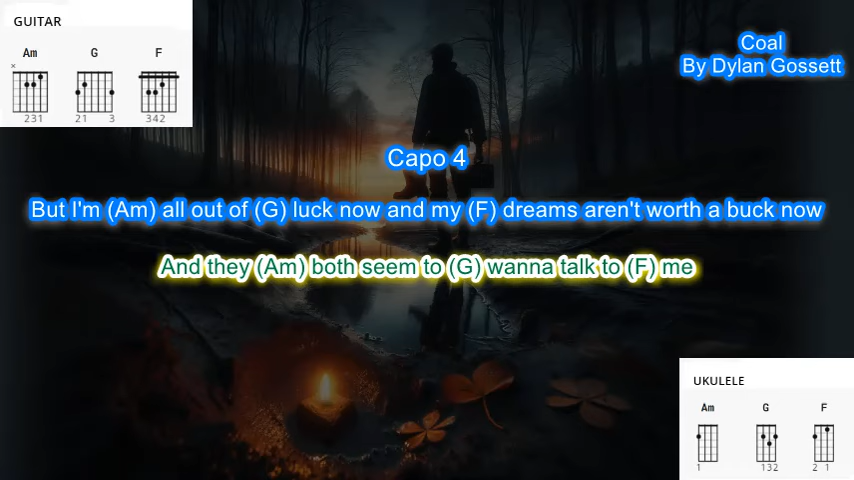 GUITAR
Am G F
x
231 21 3 342
Coal
By Dylan Gossett
Capo 4
But I'm (Am) all out of (G) luck now and my (F) dreams aren't worth a buck now
And they (Am) both seem to (G) wanna talk to (F) me
UKULELE
Am G F
1 132 2 1